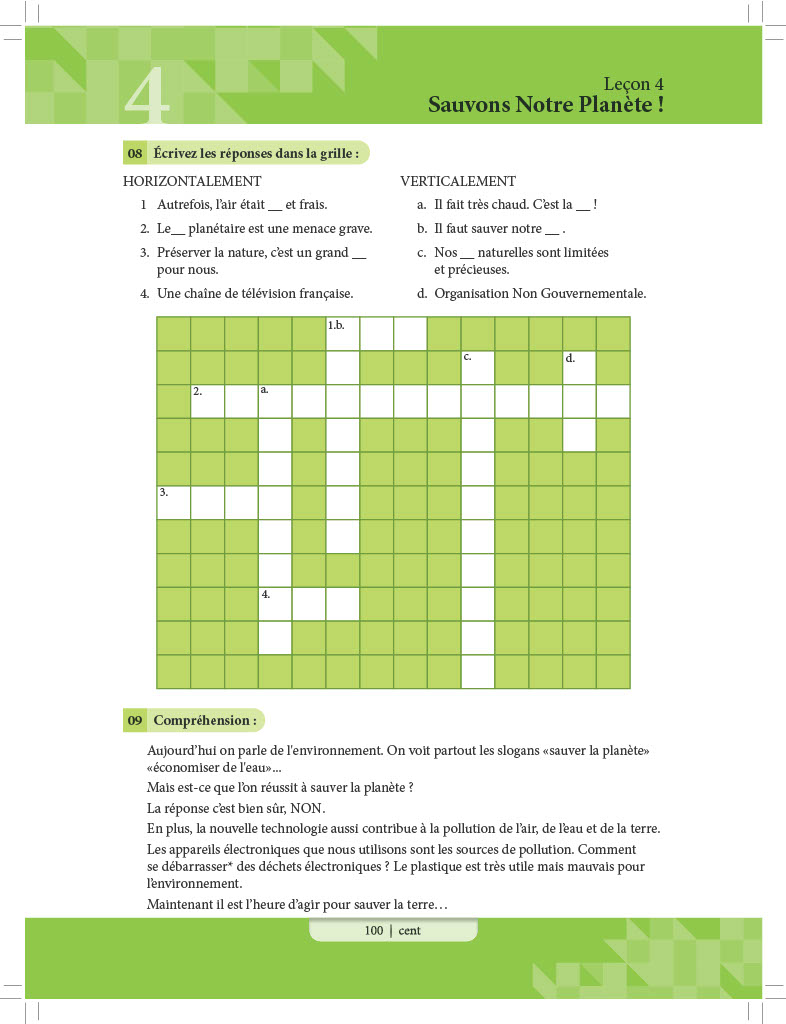 4
Leçon 4
Sauvons Notre Planète !
08 Écrivez les réponses dans la grille :
HORIZONTALEMENT
1 Autrefois, l'air était __ et frais.
2. Le__ planétaire est une menace grave.
3. Préserver la nature, c'est un grand __
pour nous.
4. Une chaîne de télévision française.
VERTICALEMENT
a. Il fait très chaud. C'est la __ !
b. Il faut sauver notre __ .
c. Nos __ naturelles sont limitées
et précieuses.
d. Organisation Non Gouvernementale.
1.b.
c.
d.
2.
a.
3.
4.
09 Compréhension :
Aujourd'hui on parle de l'environnement. On voit partout les slogans «sauver la planète»
«économiser de l'eau»...
Mais est-ce que l'on réussit à sauver la planète ?
La réponse c'est bien sûr, NON.
En plus, la nouvelle technologie aussi contribue à la pollution de l'air, de l'eau et de la terre.
Les appareils électroniques que nous utilisons sont les sources de pollution. Comment
se débarrasser* des déchets électroniques ? Le plastique est très utile mais mauvais pour
l'environnement.
Maintenant il est l'heure d'agir pour sauver la terre…
100 | cent